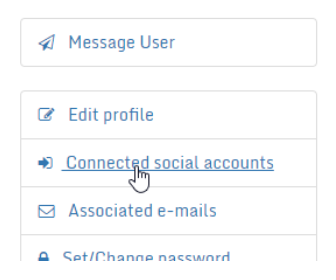 Message User
Edit profile
Connected social accounts
Associated e-mails
Set/Change password